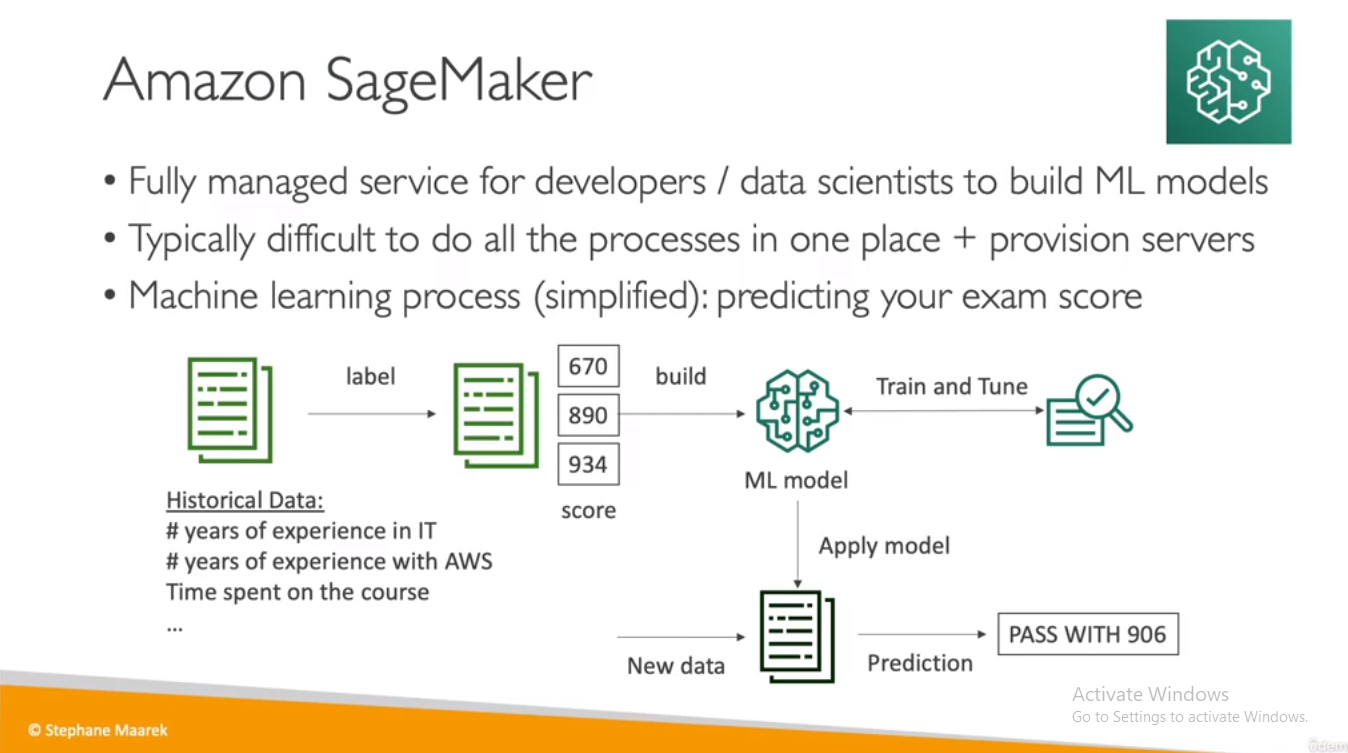 Amazon SageMaker
• Fully managed service for developers / data scientists to build ML models
• Typically difficult to do all the processes in one place + provision servers
• Machine learning process (simplified): predicting your exam score
label
670
890
934
score
build
ML model
Train and Tune
Historical Data:
# years of experience in IT
# years of experience with AWS
Time spent on the course
...
Apply model
New data
Prediction
PASS WITH 906
Activate Windows
Go to Settings to activate Windows.
© Stephane Maarek
ûdemy